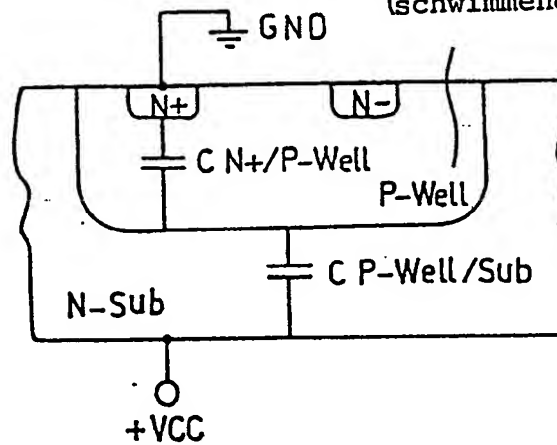 GND
N+
N-
C N+/P-Well
P-Well
C P-Well/Sub
N-Sub
+VCC